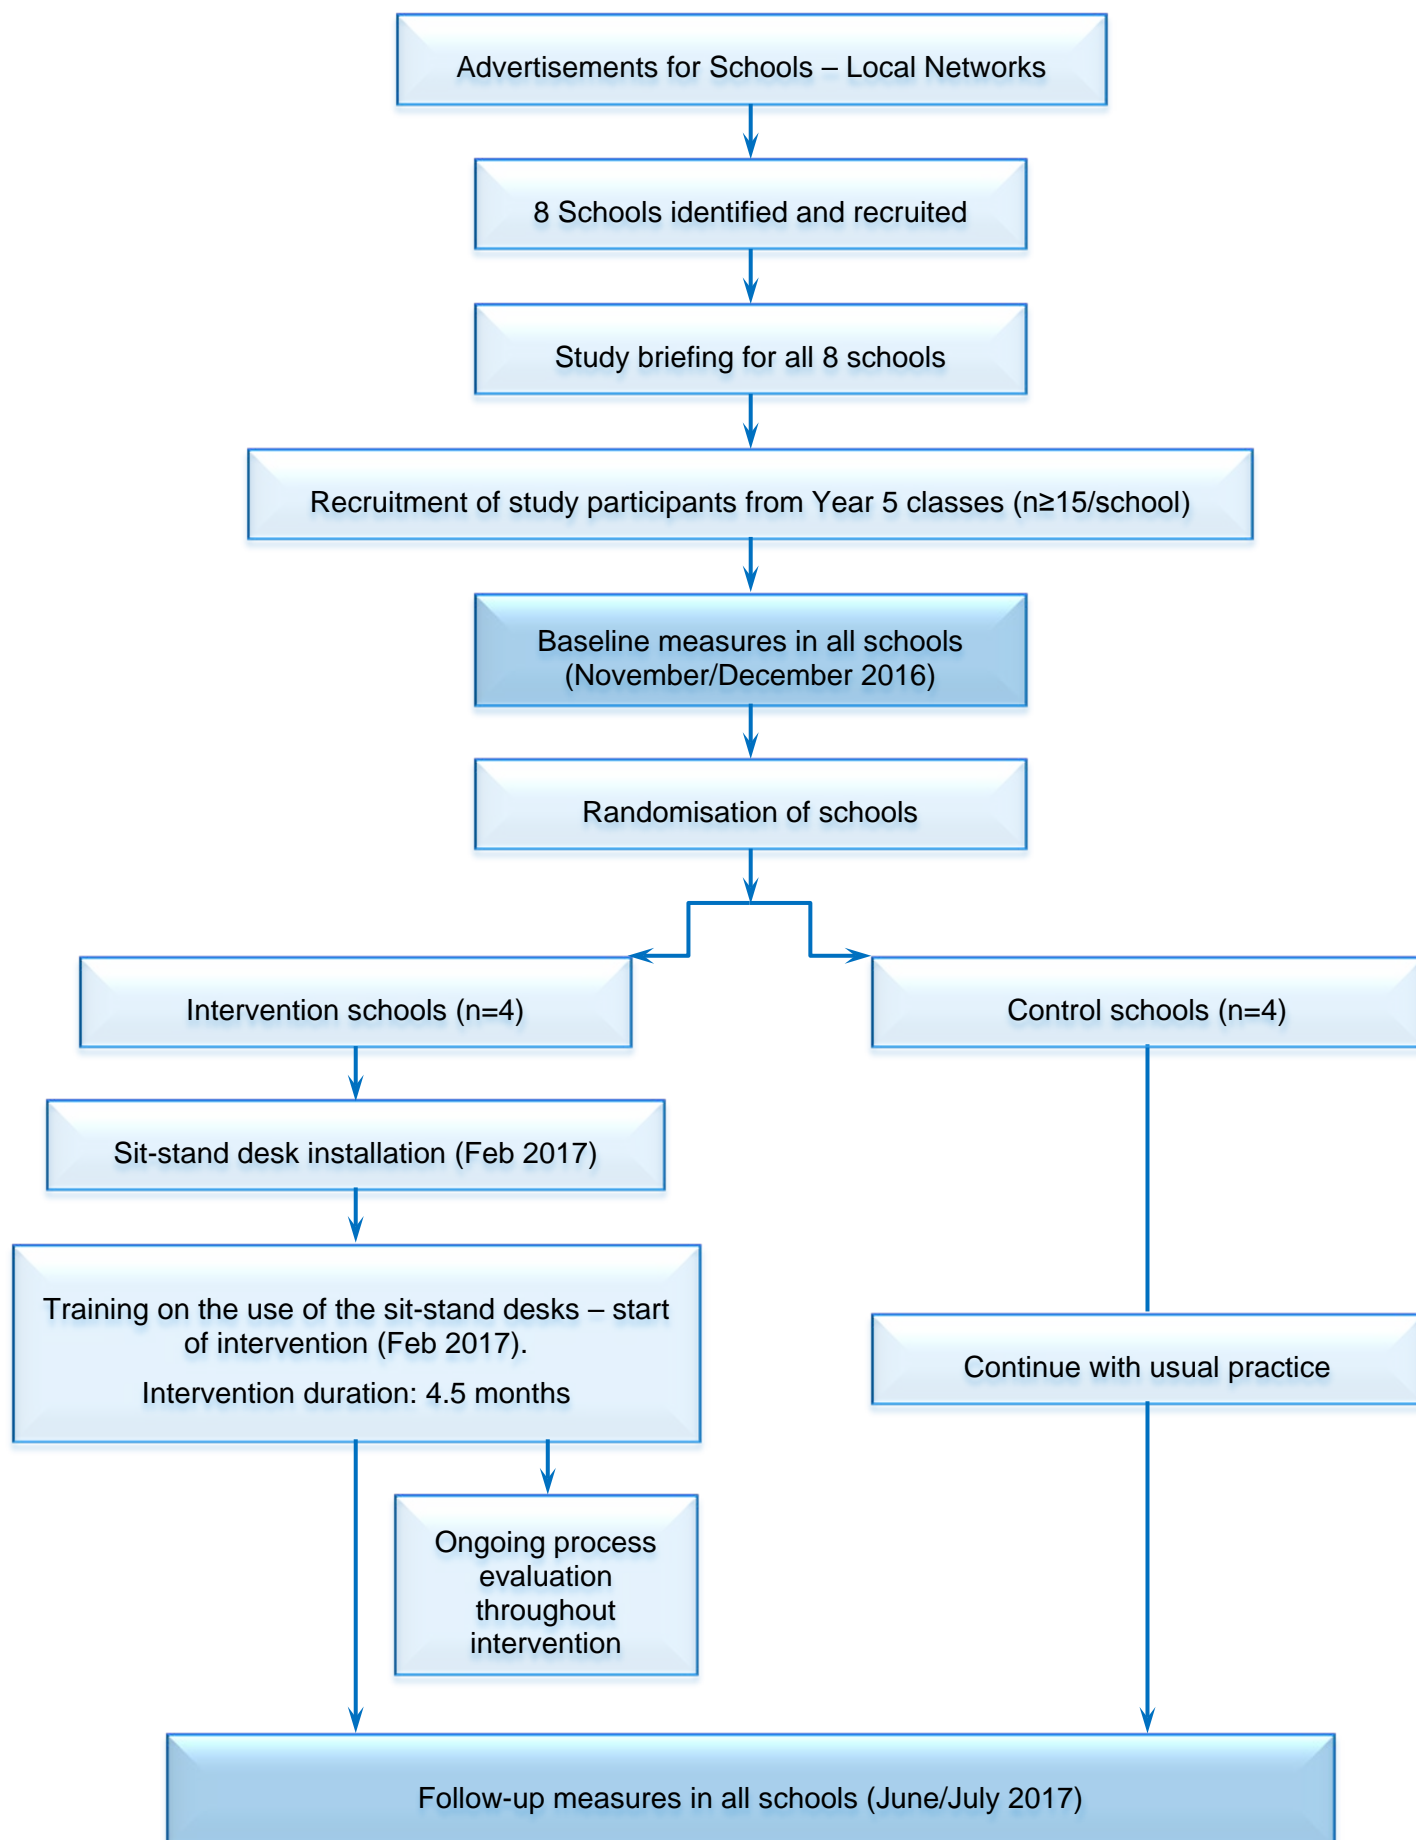 Advertisements for Schools – Local Networks
8 Schools identified and recruited
Study briefing for all 8 schools
Recruitment of study participants from Year 5 classes (n≥15/school)
Baseline measures in all schools
(November/December 2016)
Randomisation of schools
Intervention schools (n=4)
Control schools (n=4)
Sit-stand desk installation (Feb 2017)
Training on the use of the sit-stand desks – start
of intervention (Feb 2017).
Intervention duration: 4.5 months
Continue with usual practice
Ongoing process
evaluation
throughout
intervention
Follow-up measures in all schools (June/July 2017)